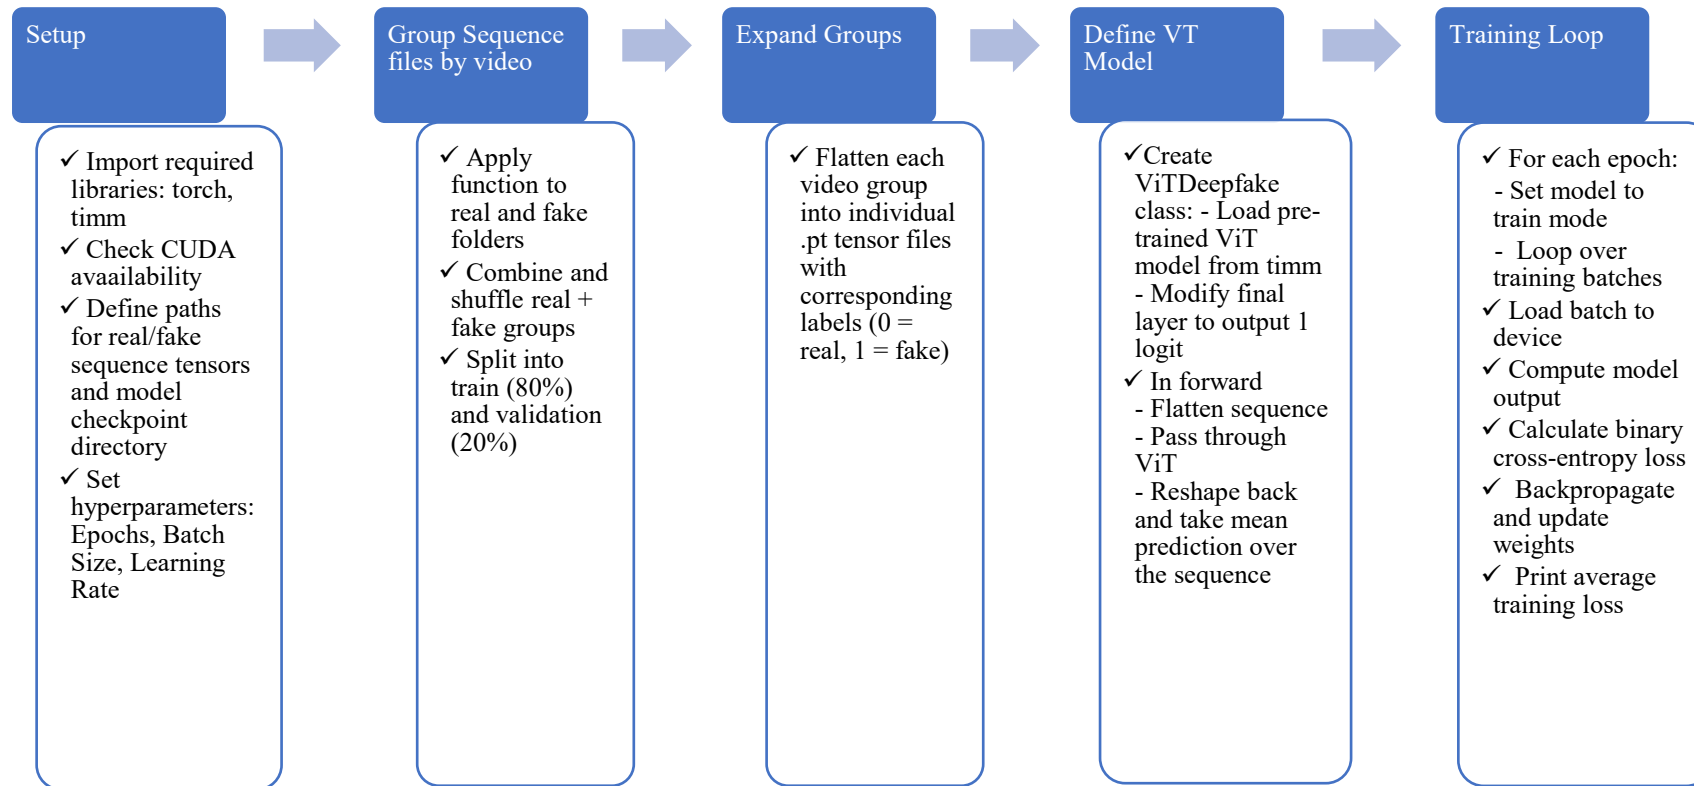 Setup
Group Sequence
files by video
Expand Groups
Define VT
Model
Training Loop
✓ Import required
libraries: torch,
timm
✓ Check CUDA
avaailability
✓ Define paths
for real/fake
sequence tensors
and model
checkpoint
directory
✓ Set
hyperparameters:
Epochs, Batch
Size, Learning
Rate
✓ Apply
function to
real and fake
folders
✓ Combine and
shuffle real +
fake groups
✓ Split into
train (80%)
and validation
(20%)
✓ Flatten each
video group
into individual
.pt tensor files
with
corresponding
labels (0 =
real, 1 = fake)
✓Create
ViTDeepfake
class: - Load pre-
trained ViT
model from timm
- Modify final
layer to output 1
logit
✓ In forward
- Flatten sequence
- Pass through
ViT
- Reshape back
and take mean
prediction over
the sequence
✓ For each epoch:
- Set model to
train mode
- Loop over
training batches
✓ Load batch to
device
✓ Compute model
output
✓ Calculate binary
cross-entropy loss
✓ Backpropagate
and update
weights
✓ Print average
training loss